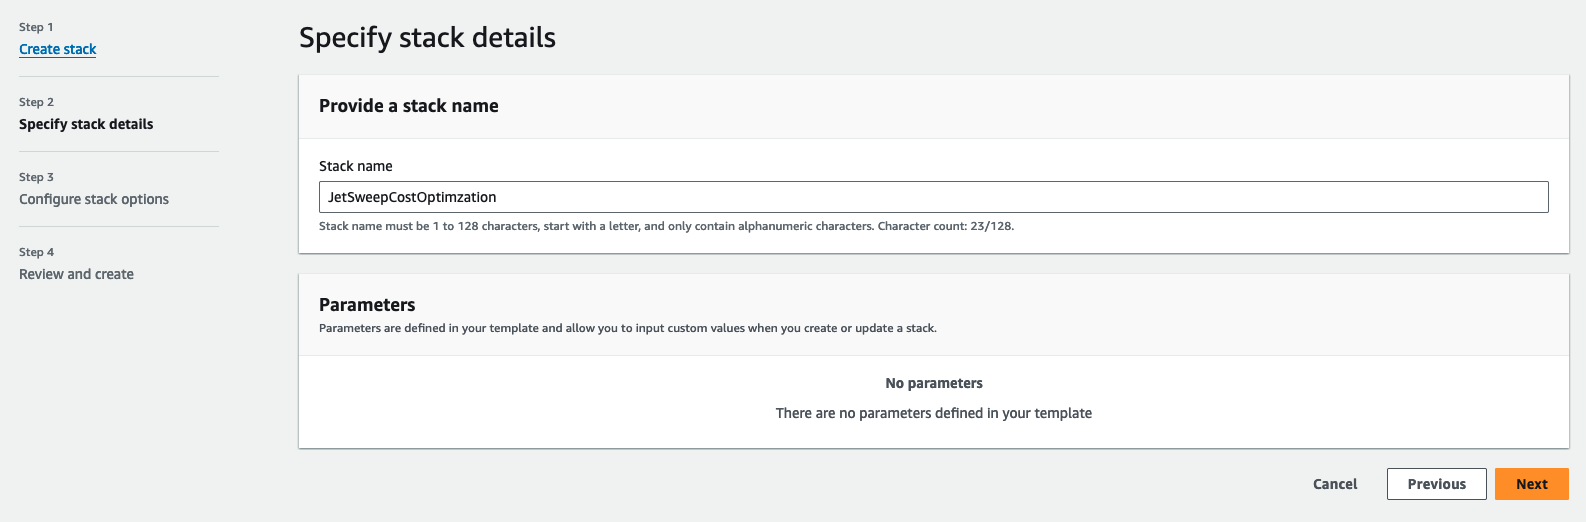 Step 1
Create stack
Step 2
Specify stack details
Step 3
Configure stack options
Step 4
Review and create
Specify stack details
Provide a stack name
Stack name
JetSweepCostOptimzation
Stack name must be 1 to 128 characters, start with a letter, and only contain alphanumeric characters. Character count: 23/128.
Parameters
Parameters are defined in your template and allow you to input custom values when you create or update a stack.
No parameters
There are no parameters defined in your template
Cancel
Previous
Next